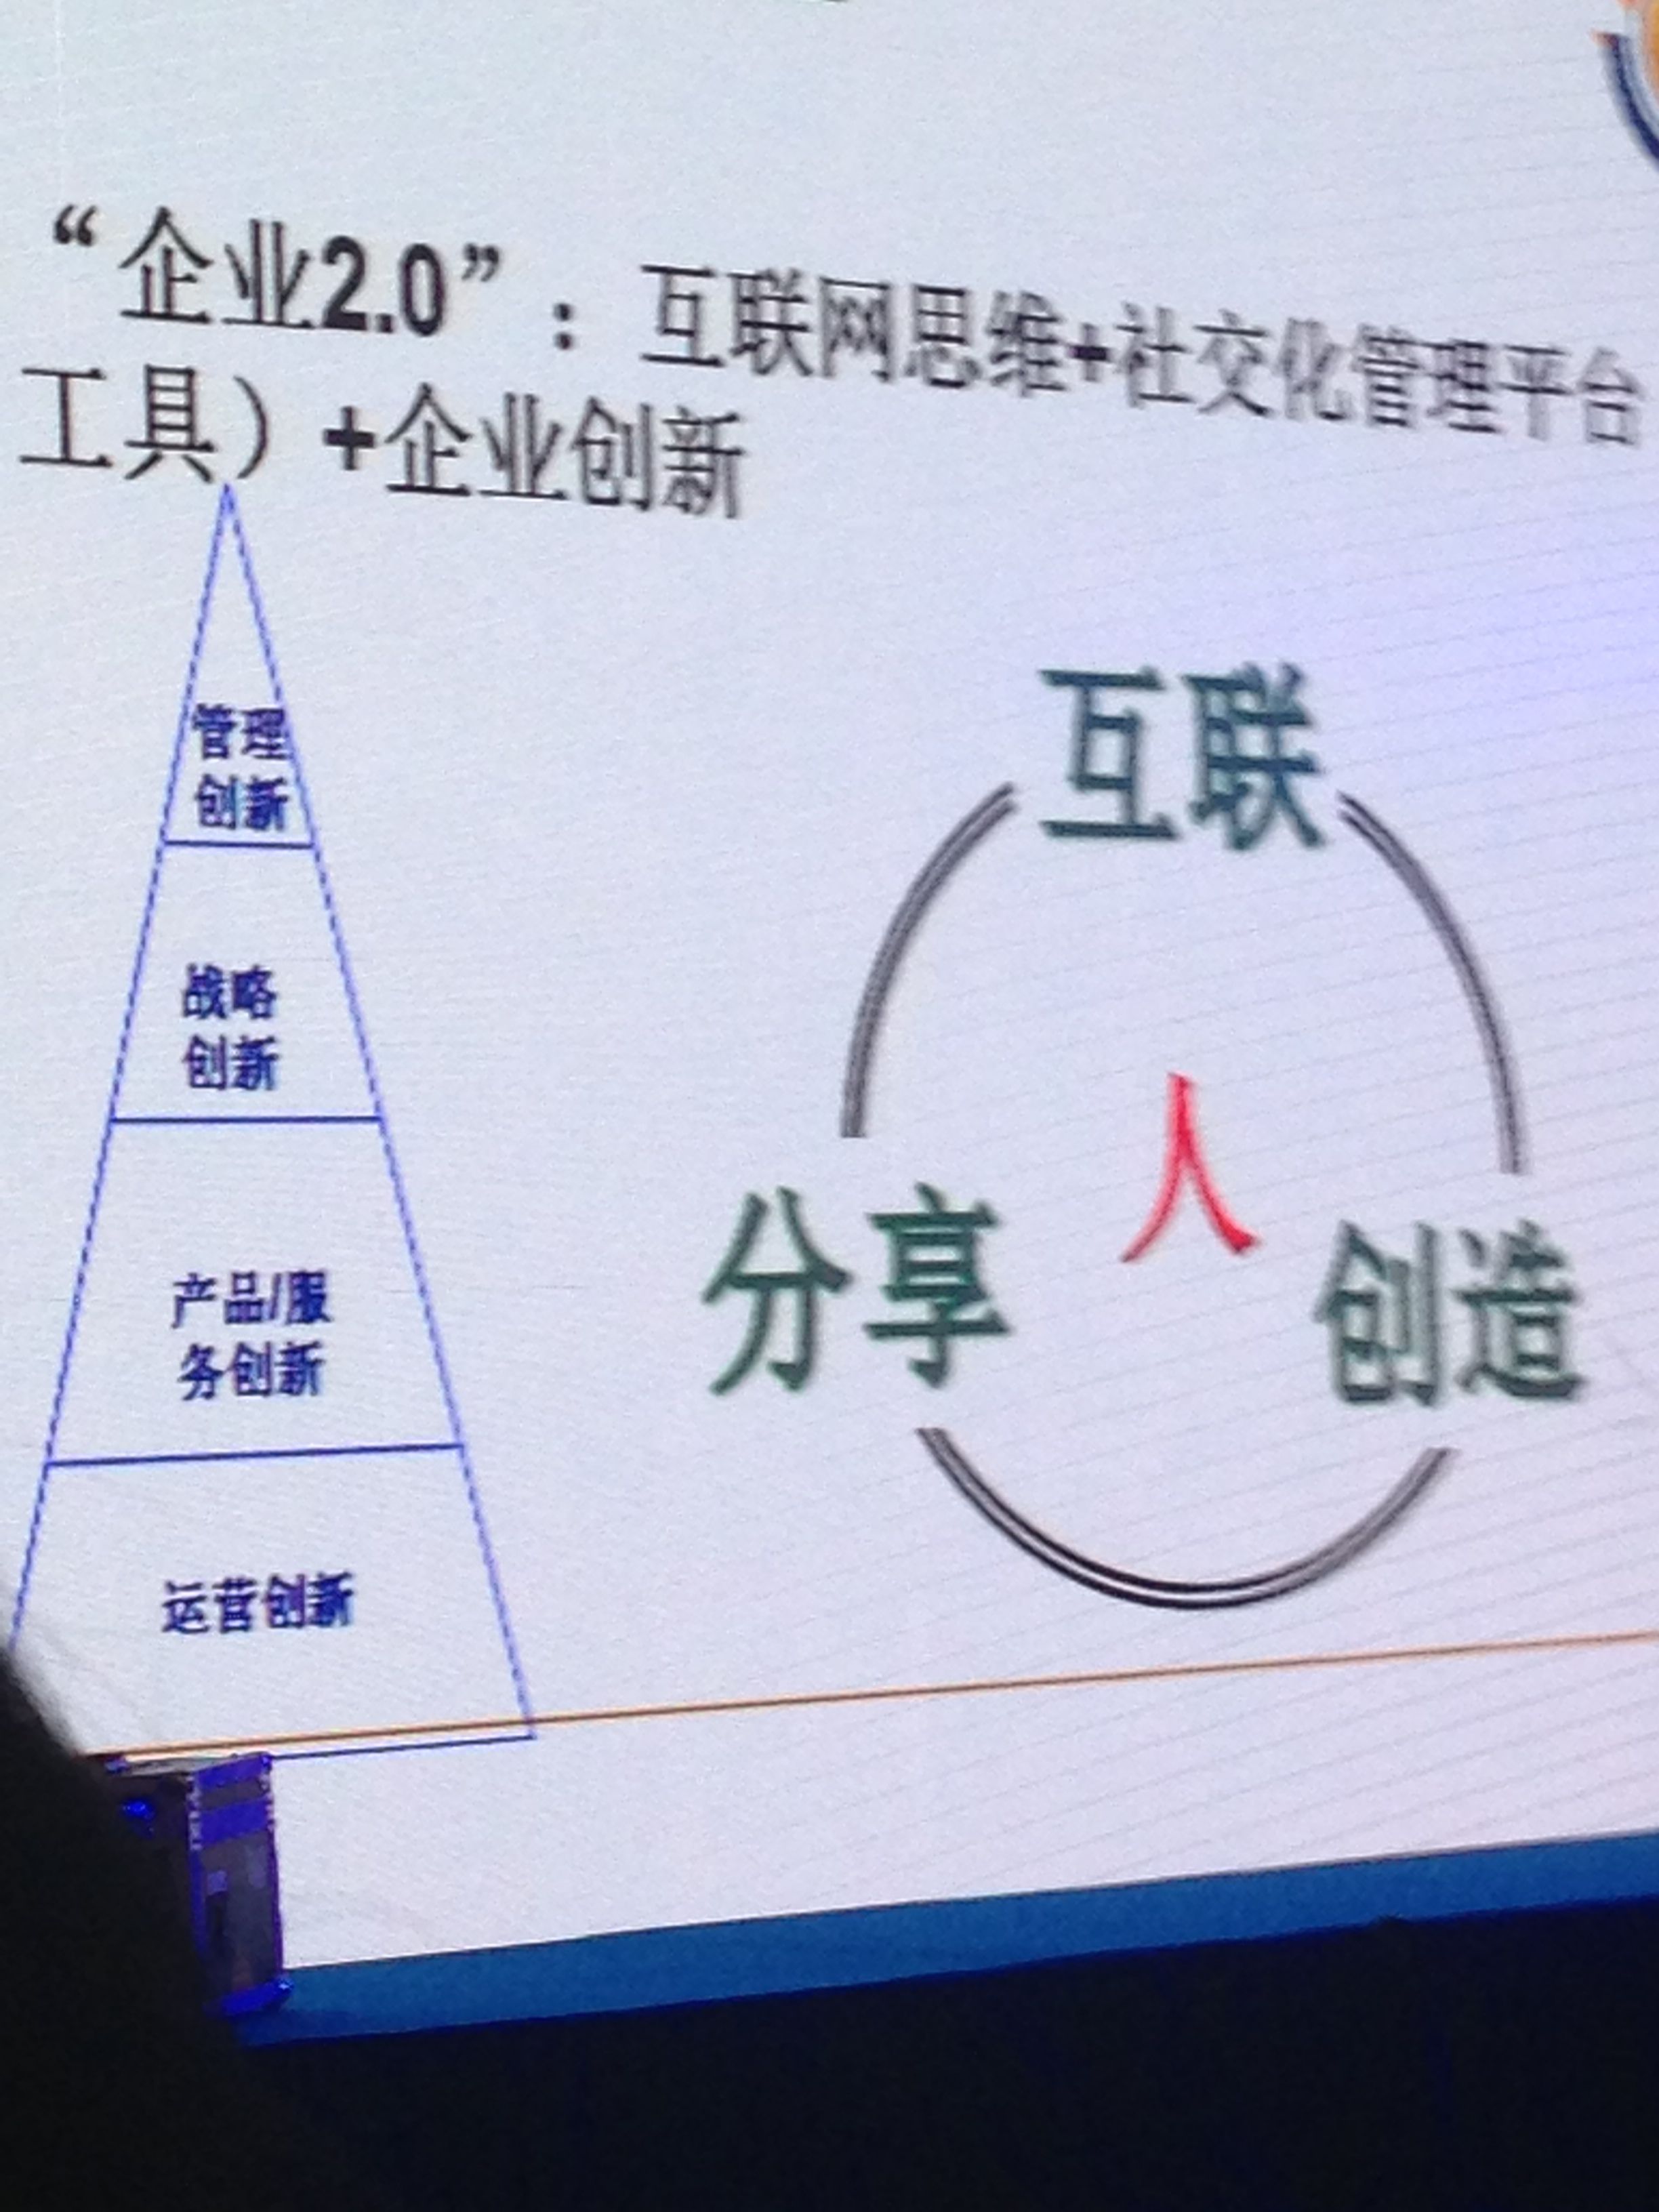 “企业2.0”：互联网思维+社交化管理平台
工具）+企业创新
管理
创新
战略
创新
产品/服
务创新
运营创新
互联
人
分享
创造